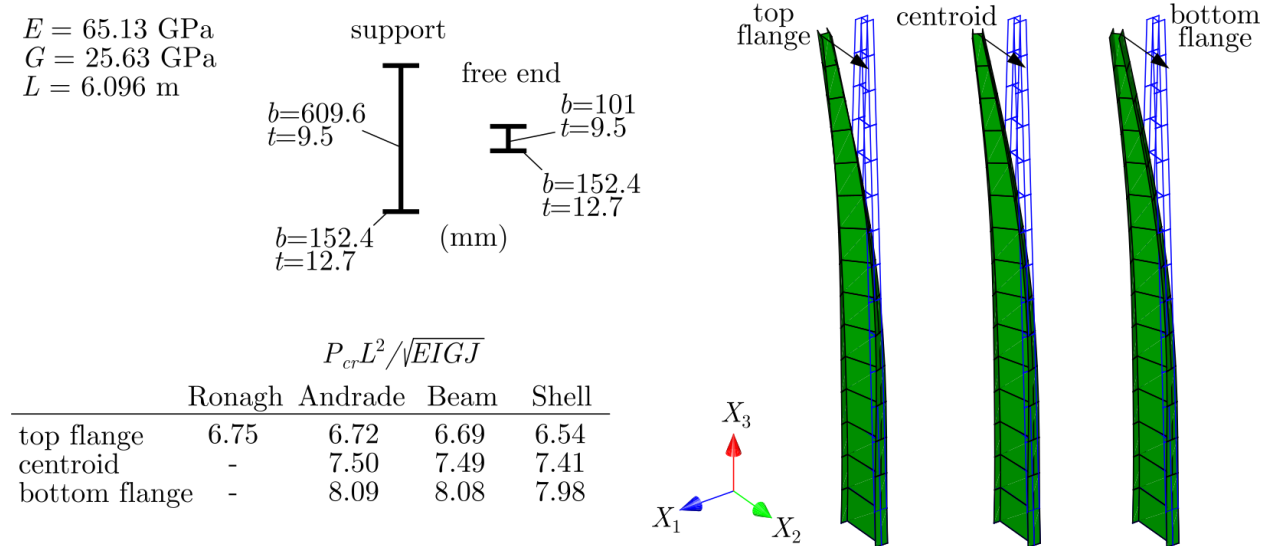 E = 65.13 GPa
G = 25.63 GPa
L = 6.096 m
support
b=609.6
t=9.5
b=152.4
t=12.7
free end
b=101
t=9.5
b=152.4
t=12.7
(mm)
top flange
centroid
bottom flange
P_{cr}L^2/√EIGJ
Ronagh Andrade Beam Shell
top flange 6.75 6.72 6.69 6.54
centroid - 7.50 7.49 7.41
bottom flange - 8.09 8.08 7.98
X_3
X_1
X_2